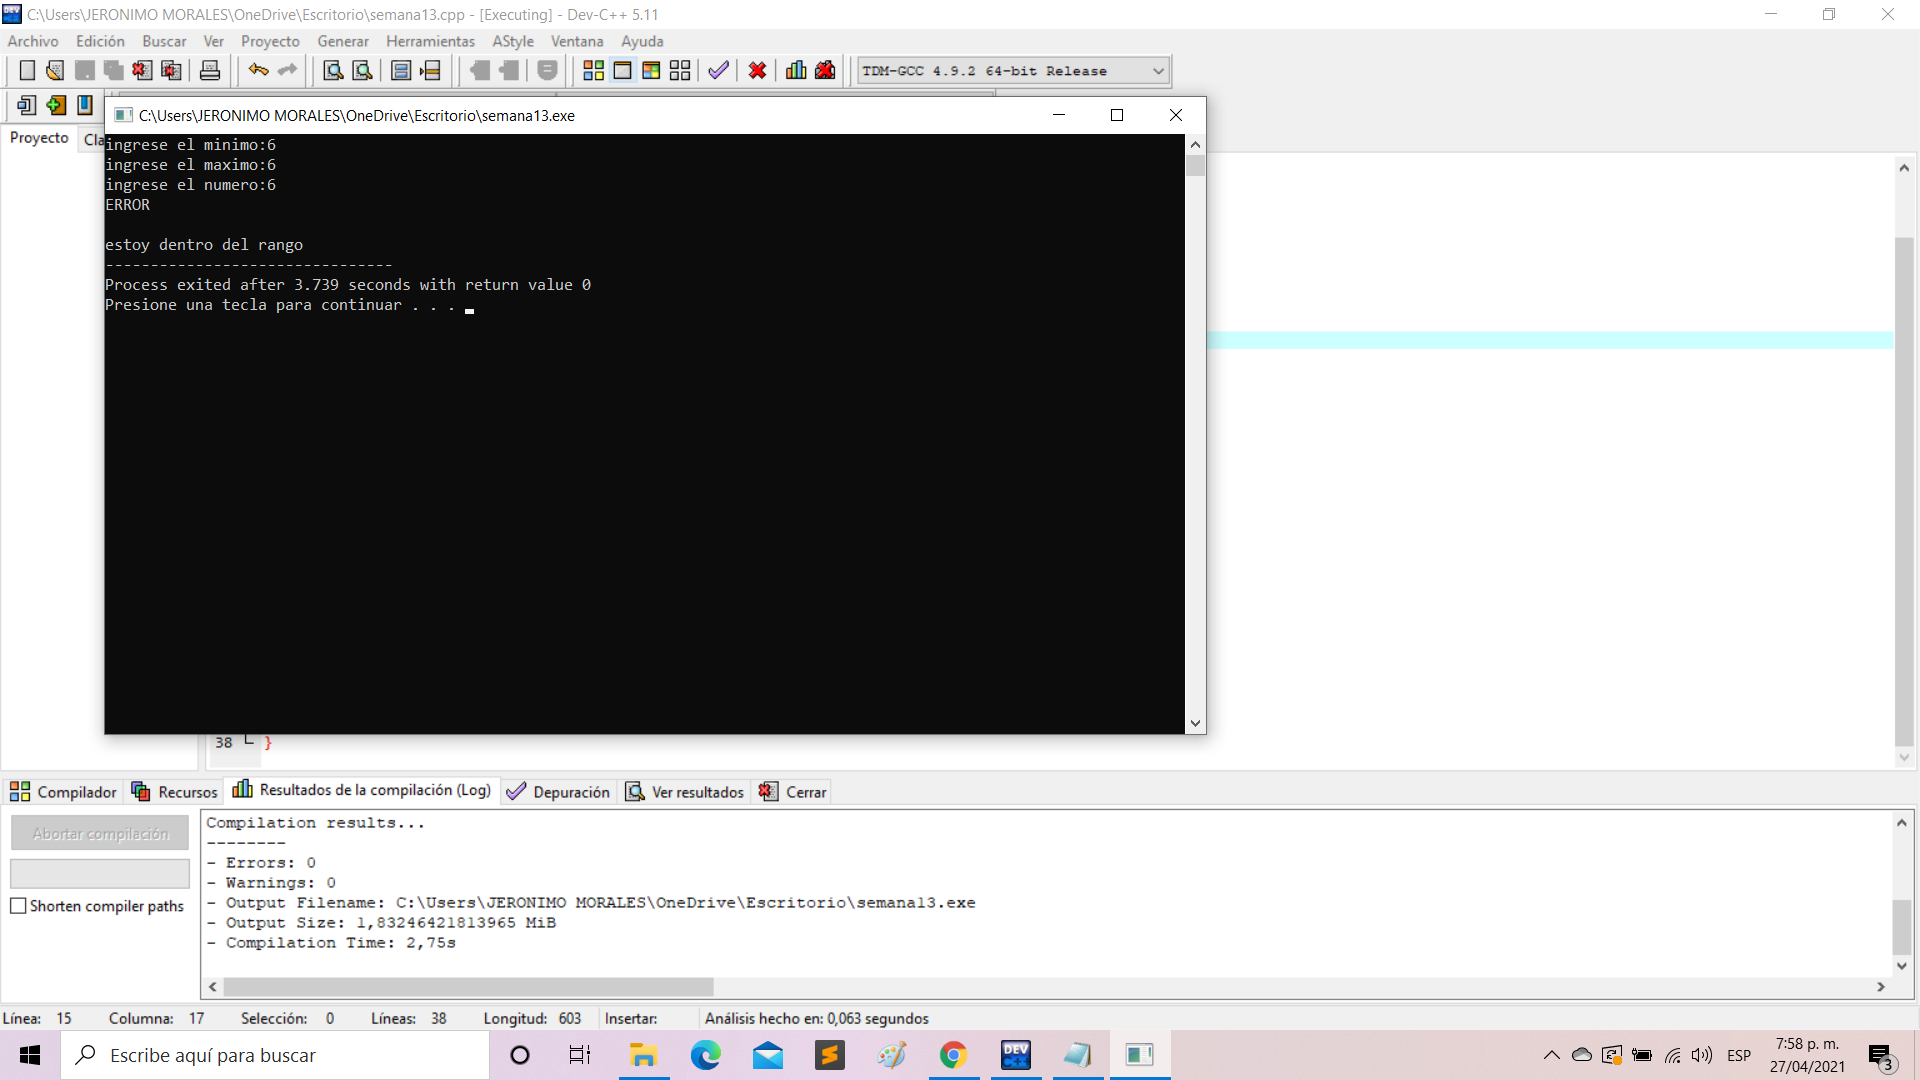 C:\Users\JERONIMO MORALES\OneDrive\Escritorio\semana13.cpp - [Executing] - Dev-C++ 5.11
Archivo Edición Buscar Ver Proyecto Generar Herramientas AStyle Ventana Ayuda
TDM-GCC 4.9.2 64-bit Release
C:\Users\JERONIMO MORALES\OneDrive\Escritorio\semana13.exe
Proyecto Cla
ingrese el minimo:6
ingrese el maximo:6
ingrese el numero:6
ERROR
estoy dentro del rango
--------------------------------
Process exited after 3.739 seconds with return value 0
Presione una tecla para continuar . . .
38 }
Compilador Recursos Resultados de la compilación (Log) Depuración Ver resultados Cerrar
Abortar compilación
Shorten compiler paths
Compilation results...
--------
- Errors: 0
- Warnings: 0
- Output Filename: C:\Users\JERONIMO MORALES\OneDrive\Escritorio\semana13.exe
- Output Size: 1,83246421813965 MiB
- Compilation Time: 2,75s
Línea: 15 Columna: 17 Selección: 0 Líneas: 38 Longitud: 603 Insertar: Análisis hecho en: 0,063 segundos
Escribe aquí para buscar
DEV
ESP
7:58 p. m.
27/04/2021
3